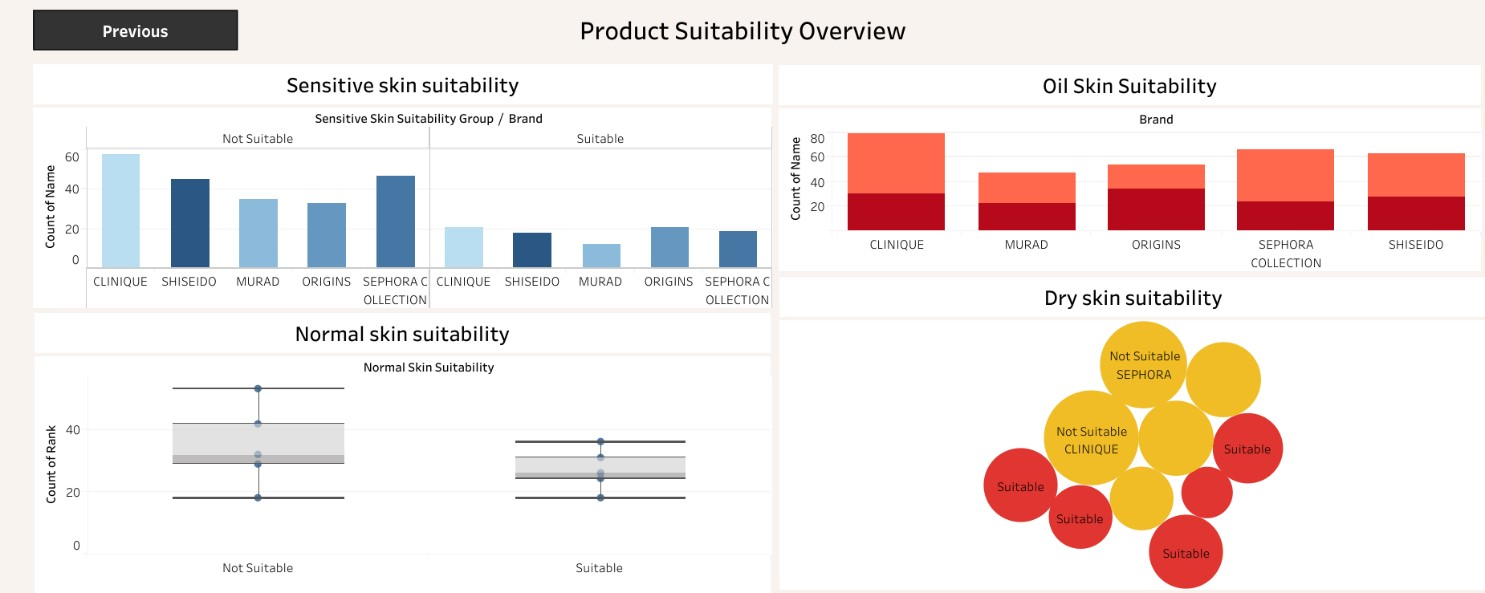 Previous
Product Suitability Overview
Sensitive skin suitability
Sensitive Skin Suitability Group / Brand
Not Suitable
Suitable
Count of Name
60
40
20
0
CLINIQUE
SHISEIDO
MURAD
ORIGINS
SEPHORA C
OLLECTION
CLINIQUE
SHISEIDO
MURAD
ORIGINS
SEPHORA C
OLLECTION
Oil Skin Suitability
Brand
Count of Name
80
60
40
20
CLINIQUE
MURAD
ORIGINS
SEPHORA
COLLECTION
SHISEIDO
Normal skin suitability
Normal Skin Suitability
Count of Rank
40
20
0
Not Suitable
Suitable
Dry skin suitability
Not Suitable
SEPHORA
Not Suitable
CLINIQUE
Suitable
Suitable
Suitable
Suitable